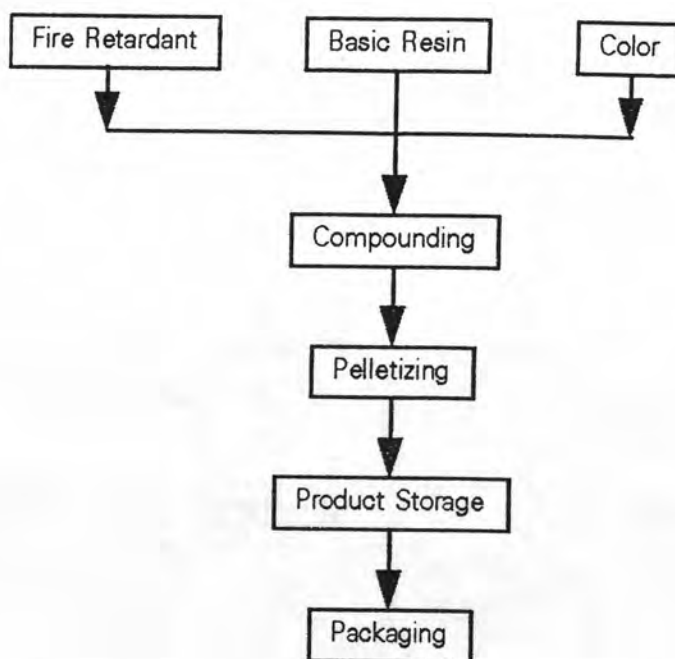 Fire Retardant
Basic Resin
Color
Compounding
Pelletizing
Product Storage
Packaging